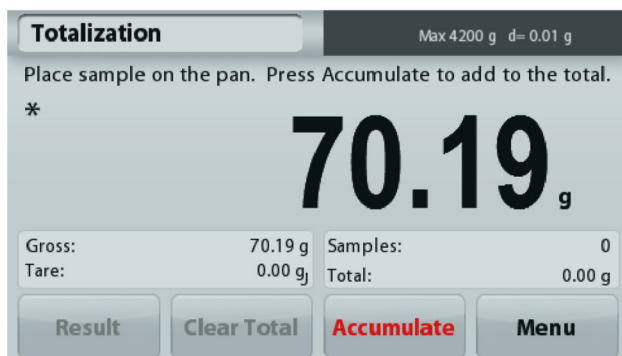 Totalization Max 4200 g d= 0.01 g
Place sample on the pan. Press Accumulate to add to the total.
*
70.19 g
Gross: 70.19 g Samples: 0
Tare: 0.00 g Total: 0.00 g
Result Clear Total Accumulate Menu